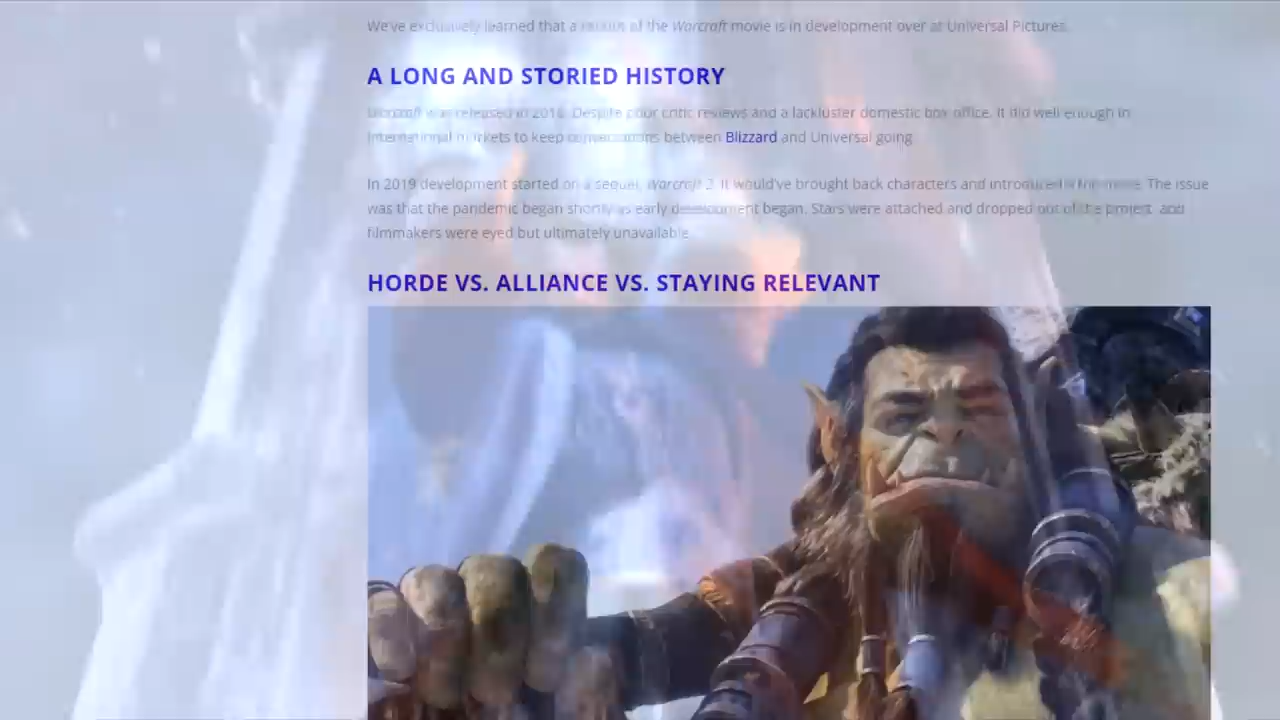 We've exclusively learned that a remake of the Warcraft movie is in development over at Universal Pictures.
A LONG AND STORIED HISTORY
Warcraft was released in 2016. Despite poor critic reviews and a lackluster domestic box office. It did well enough in
international markets to keep conversations between Blizzard and Universal going
In 2019 development started on a sequel, Warcraft 2. It would've brought back characters and introduced a few more. The issue
was that the pandemic began shortly as early development began. Stars were attached and dropped out of the project and
filmmakers were eyed but ultimately unavailable.
HORDE VS. ALLIANCE VS. STAYING RELEVANT